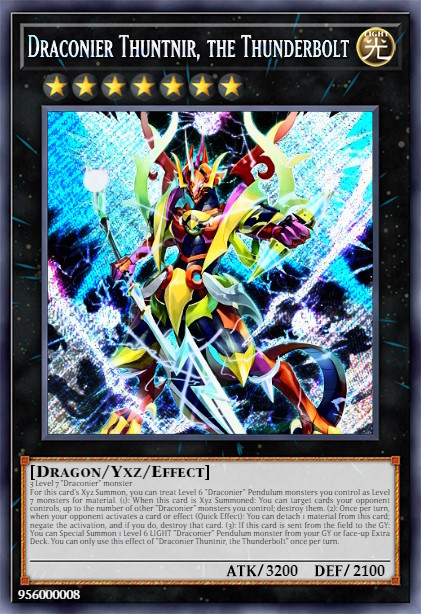 Draconier Thuntnir, the Thunderbolt
LIGHT
光
[Dragon/Yxz/Effect]
3 Level 7 "Draconier" monster
For this card's Xyz Summon, you can treat Level 6 "Draconier" Pendulum monsters you control as Level
7 monsters for material. (1): When this card is Xyz Summoned: You can target cards your opponent
controls, up to the number of other "Draconier" monsters you control; destroy them. (2): Once per turn,
when your opponent activates a card or effect (Quick Effect): You can detach 1 material from this card;
negate the activation, and if you do, destroy that card. (3): If this card is sent from the field to the GY:
You can Special Summon 1 Level 6 LIGHT "Draconier" Pendulum monster from your GY or face-up Extra
Deck. You can only use this effect of "Draconier Thuntnir, the Thunderbolt" once per turn.
ATK/3200 DEF/2100
956000008